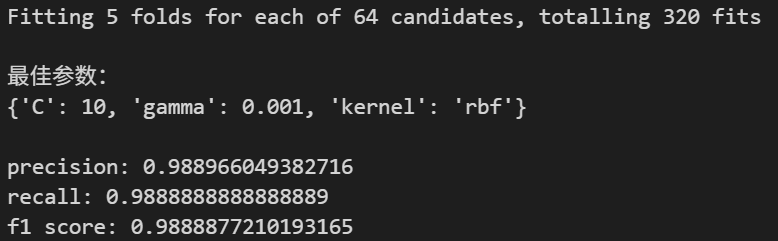 Fitting 5 folds for each of 64 candidates, totalling 320 fits
最佳参数:
{'C': 10, 'gamma': 0.001, 'kernel': 'rbf'}
precision: 0.988966049382716
recall: 0.9888888888888889
f1 score: 0.9888877210193165